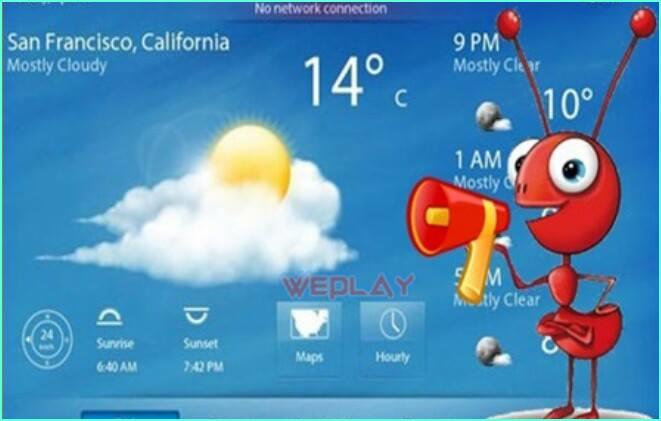 No network connection
San Francisco, California
Mostly Cloudy
14° C
9 PM
Mostly Clear
10°
1 AM
Mostly
WEPLAY
Mostly Clear
24
Sunrise
6:40 AM
Sunset
7:42 PM
Maps
Hourly